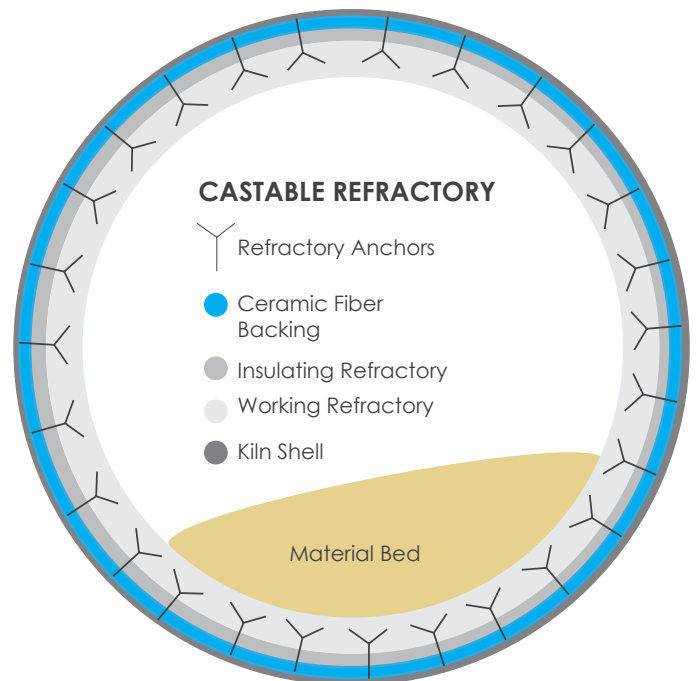 CASTABLE REFRACTORY
Refractory Anchors
Ceramic Fiber
Backing
Insulating Refractory
Working Refractory
Kiln Shell
Material Bed